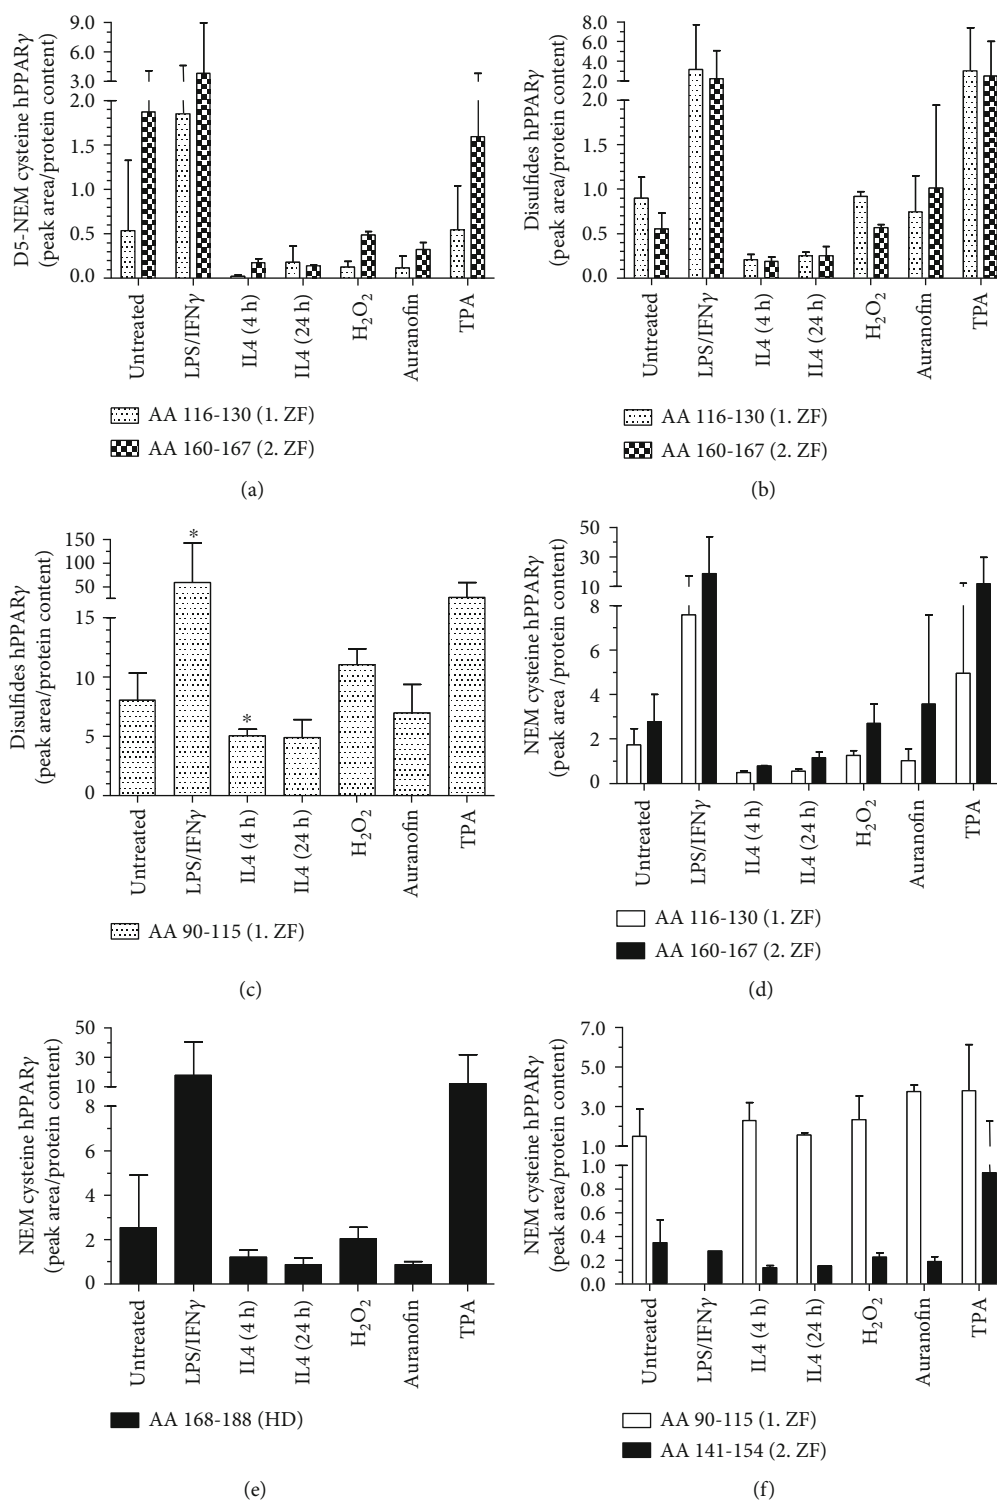 D5-NEM cysteine hPPARγ
(peak area/protein content)
9.0
6.0
3.0
2.0
1.5
1.0
0.5
0.0
Untreated
LPS/IFNγ
IL4 (4 h)
IL4 (24 h)
H₂O₂
Auranofin
TPA
AA 116-130 (1. ZF)
AA 160-167 (2. ZF)
(a)
Disulfides hPPARγ
(peak area/protein content)
8.0
6.0
4.0
2.0
2.0
1.5
1.0
0.5
0.0
Untreated
LPS/IFNγ
IL4 (4 h)
IL4 (24 h)
H₂O₂
Auranofin
TPA
AA 116-130 (1. ZF)
AA 160-167 (2. ZF)
(b)
Disulfides hPPARγ
(peak area/protein content)
150
100
50
15
10
5
0
*
*
Untreated
LPS/IFNγ
IL4 (4 h)
IL4 (24 h)
H₂O₂
Auranofin
TPA
AA 90-115 (1. ZF)
(c)
NEM cysteine hPPARγ
(peak area /protein content)
50
30
10
8
6
4
2
0
Untreated
LPS/IFNγ
IL4 (4 h)
IL4 (24 h)
H₂O₂
Auranofin
TPA
AA 116-130 (1. ZF)
AA 160-167 (2. ZF)
(d)
NEM cysteine hPPARγ
(peak area/protein content)
50
30
10
8
6
4
2
0
Untreated
LPS/IFNγ
IL4 (4 h)
IL4 (24 h)
H₂O₂
Auranofin
TPA
AA 168-188 (HD)
(e)
NEM cysteine hPPARγ
(peak area/protein content)
7.0
5.0
3.0
1.0
1.0
0.8
0.6
0.4
0.2
0.0
Untreated
LPS/IFNγ
IL4 (4 h)
IL4 (24 h)
H₂O₂
Auranofin
TPA
AA 90-115 (1. ZF)
AA 141-154 (2. ZF)
(f)